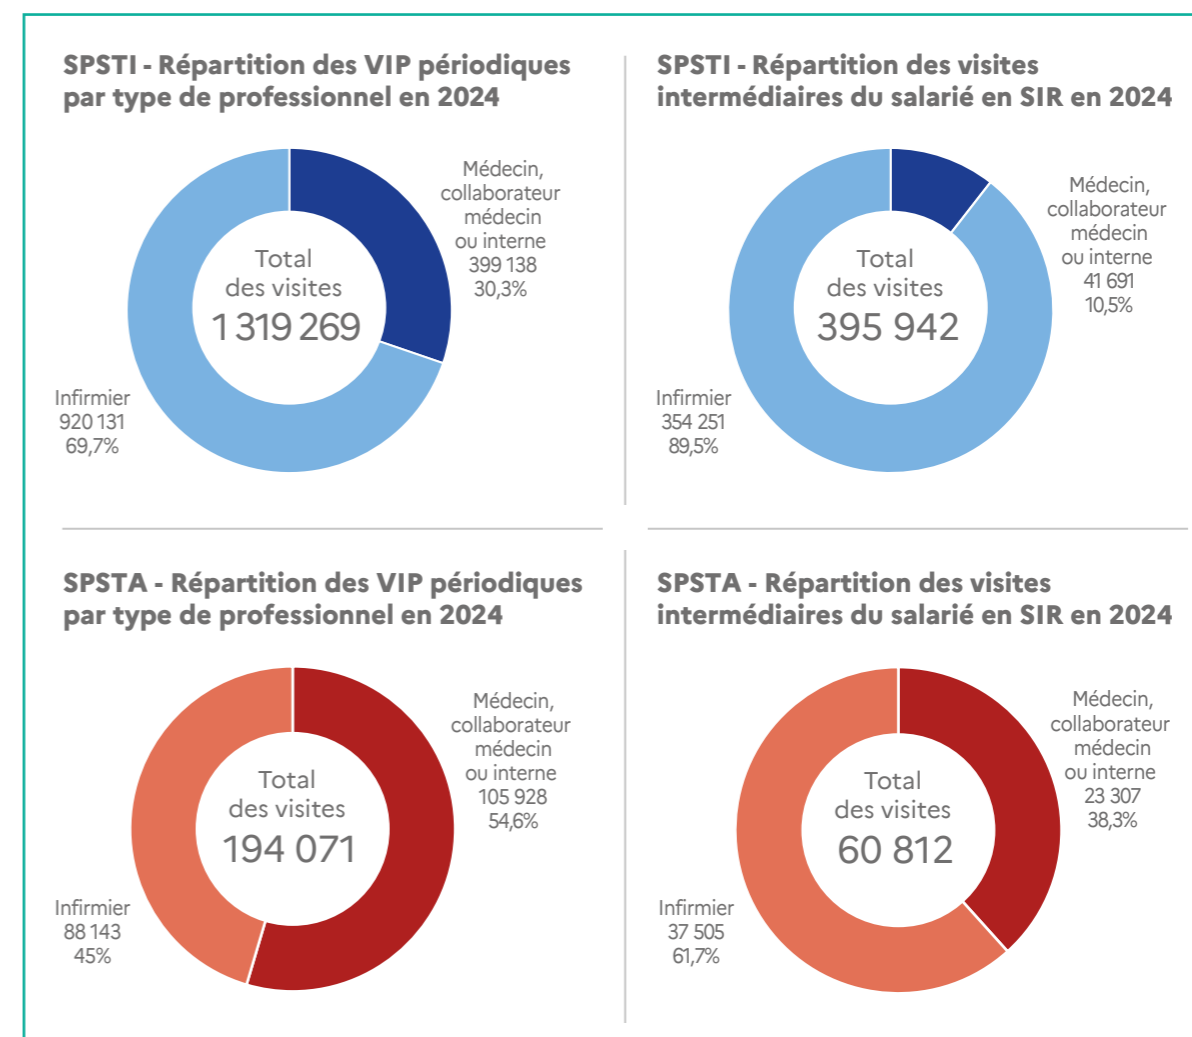 SPSTI - Répartition des VIP périodiques
par type de professionnel en 2024
Médecin,
collaborateur
médecin
ou interne
399 138
30,3%
Total
des visites
1 319 269
Infirmier
920 131
69,7%
SPSTI - Répartition des visites
intermédiaires du salarié en SIR en 2024
Médecin,
collaborateur
médecin
ou interne
41 691
10,5%
Total
des visites
395 942
Infirmier
354 251
89,5%
SPSTA - Répartition des VIP périodiques
par type de professionnel en 2024
Médecin,
collaborateur
médecin
ou interne
105 928
54,6%
Total
des visites
194 071
Infirmier
88 143
45%
SPSTA - Répartition des visites
intermédiaires du salarié en SIR en 2024
Médecin,
collaborateur
médecin
ou interne
23 307
38,3%
Total
des visites
60 812
Infirmier
37 505
61,7%